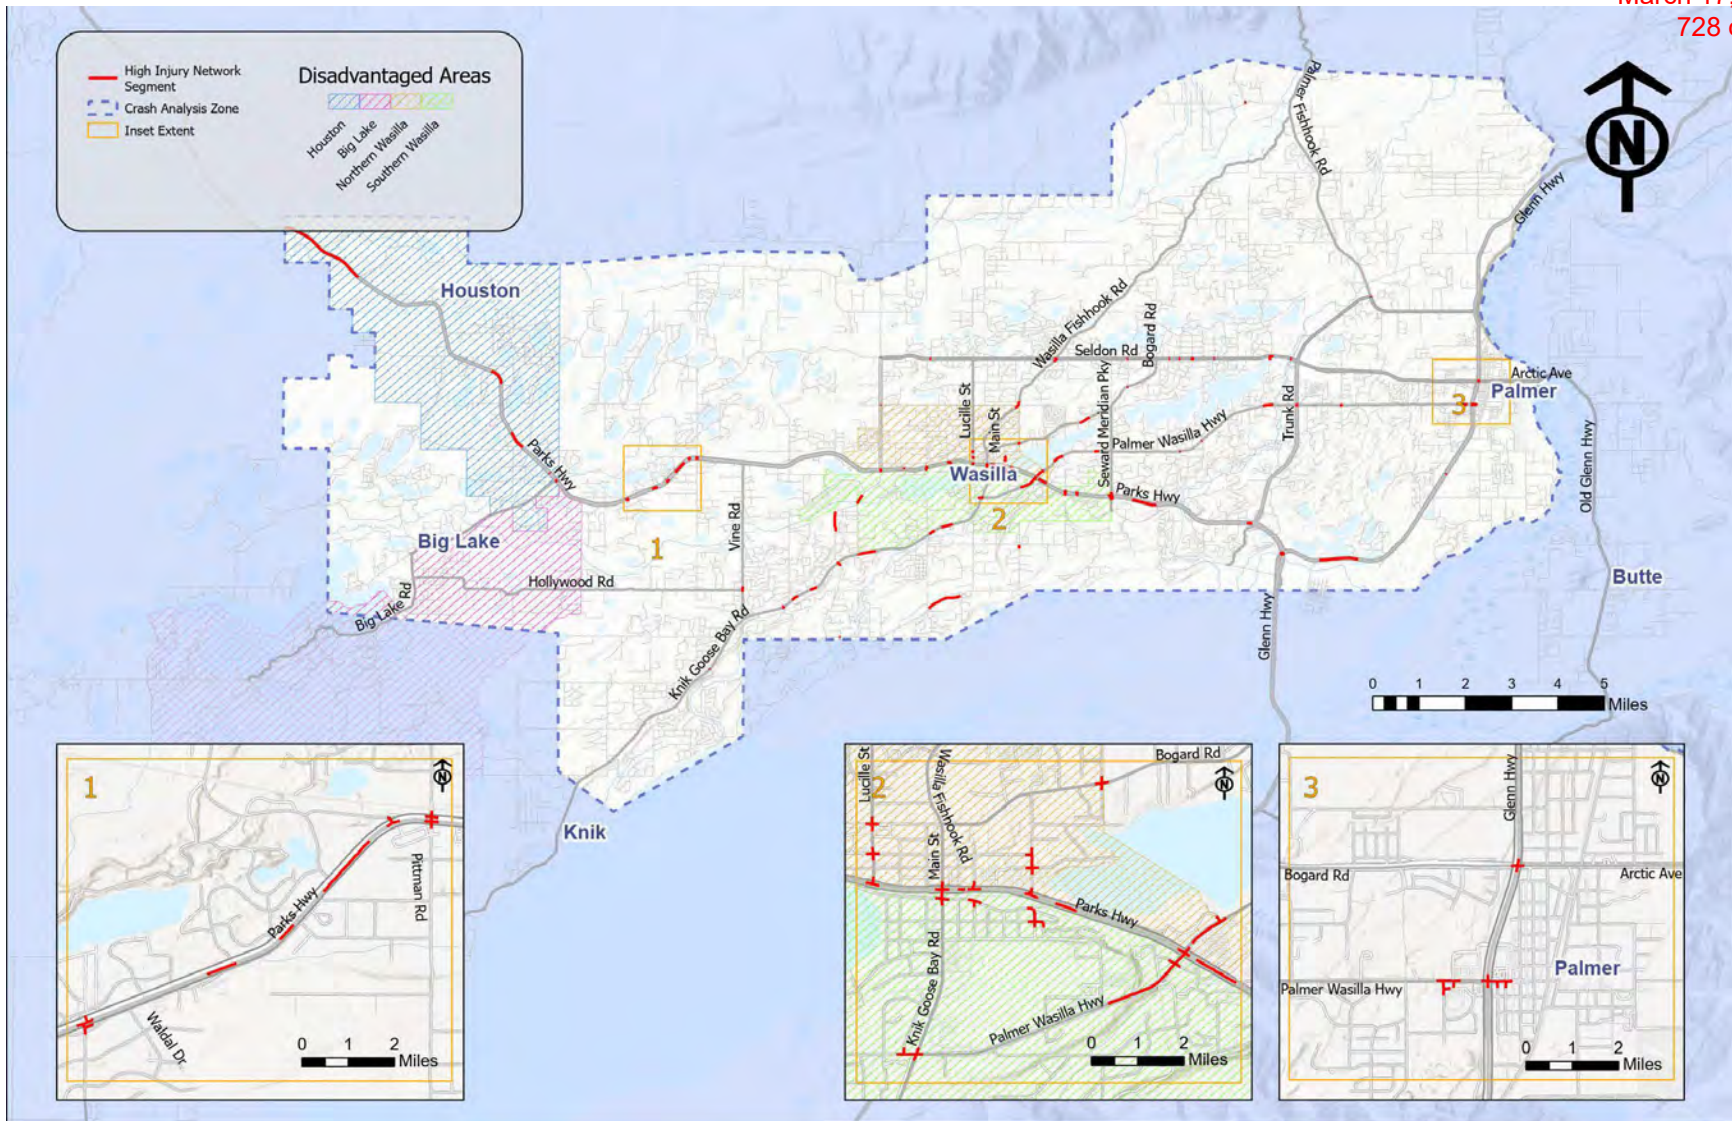 March 17,
728
High Injury Network
Segment
Crash Analysis Zone
Inset Extent
Disadvantaged Areas
Houston
Big Lake
Northern Wasilla
Southern Wasilla
N
Palmer Fishhook Rd
Glenn Hwy
Houston
Wasilla Fishhook Rd
Bogard Rd
Seldon Rd
Lucille St
Main St
Seward Meridian Pky
Trunk Rd
Arctic Ave
Palmer
3
Palmer Wasilla Hwy
Parks Hwy
Wasilla
Parks Hwy
Old Glenn Hwy
2
Vine Rd
1
Big Lake
Hollywood Rd
Butte
Big Lake Rd
Knik Goose Bay Rd
Glenn Hwy
0 1 2 3 4 5
Miles
Knik
1
N
Parks Hwy
Pittman Rd
Waldal Dr
0 1 2
Miles
2
N
Lucille St
Wasilla Fishhook Rd
Bogard Rd
Main St
Parks Hwy
Knik Goose Bay Rd
Palmer Wasilla Hwy
0 1 2
Miles
3
N
Glenn Hwy
Bogard Rd
Arctic Ave
Palmer
Palmer Wasilla Hwy
0 1 2
Miles